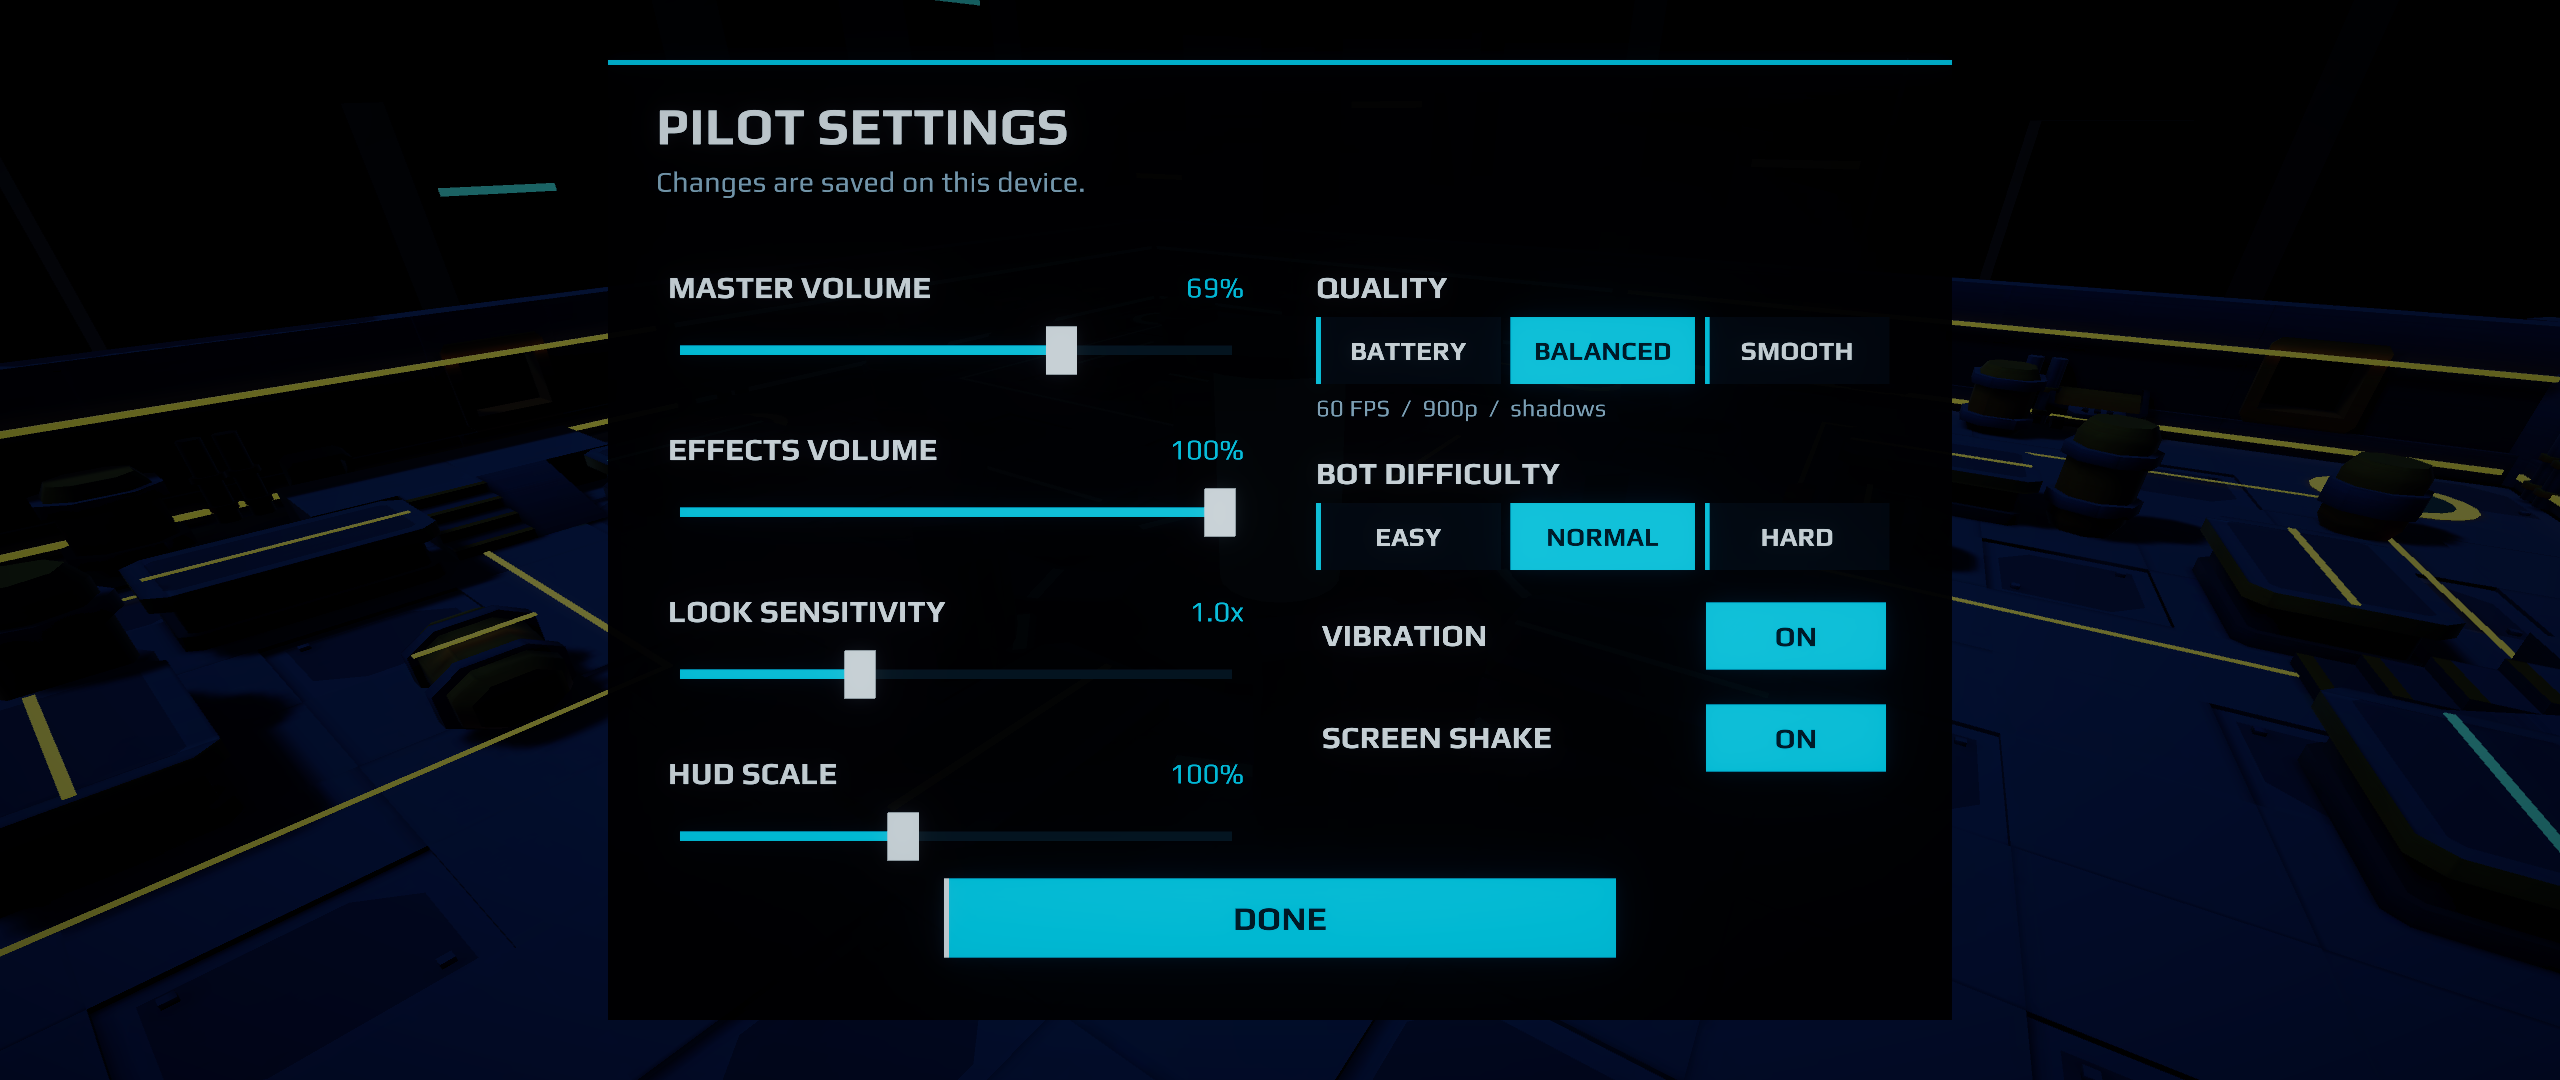 PILOT SETTINGS
Changes are saved on this device.
MASTER VOLUME 69%
EFFECTS VOLUME 100%
LOOK SENSITIVITY 1.0x
HUD SCALE 100%
QUALITY
BATTERY BALANCED SMOOTH
60 FPS / 900p / shadows
BOT DIFFICULTY
EASY NORMAL HARD
VIBRATION ON
SCREEN SHAKE ON
DONE